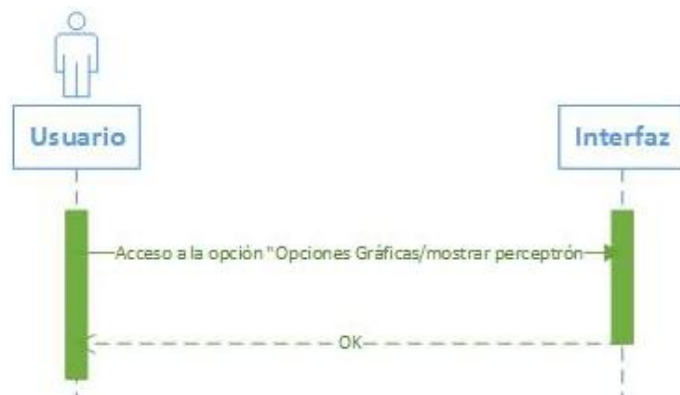 Usuario
Interfaz
Acceso a la opción "Opciones Gráficas/mostrar perceptrón
OK